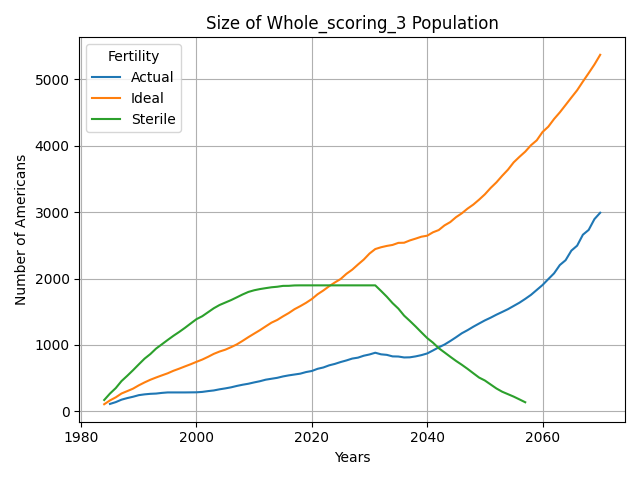 Size of Whole_scoring_3 Population
Fertility
Actual
Ideal
Sterile
Number of Americans
5000
4000
3000
2000
1000
0
1980
2000
2020
2040
2060
Years